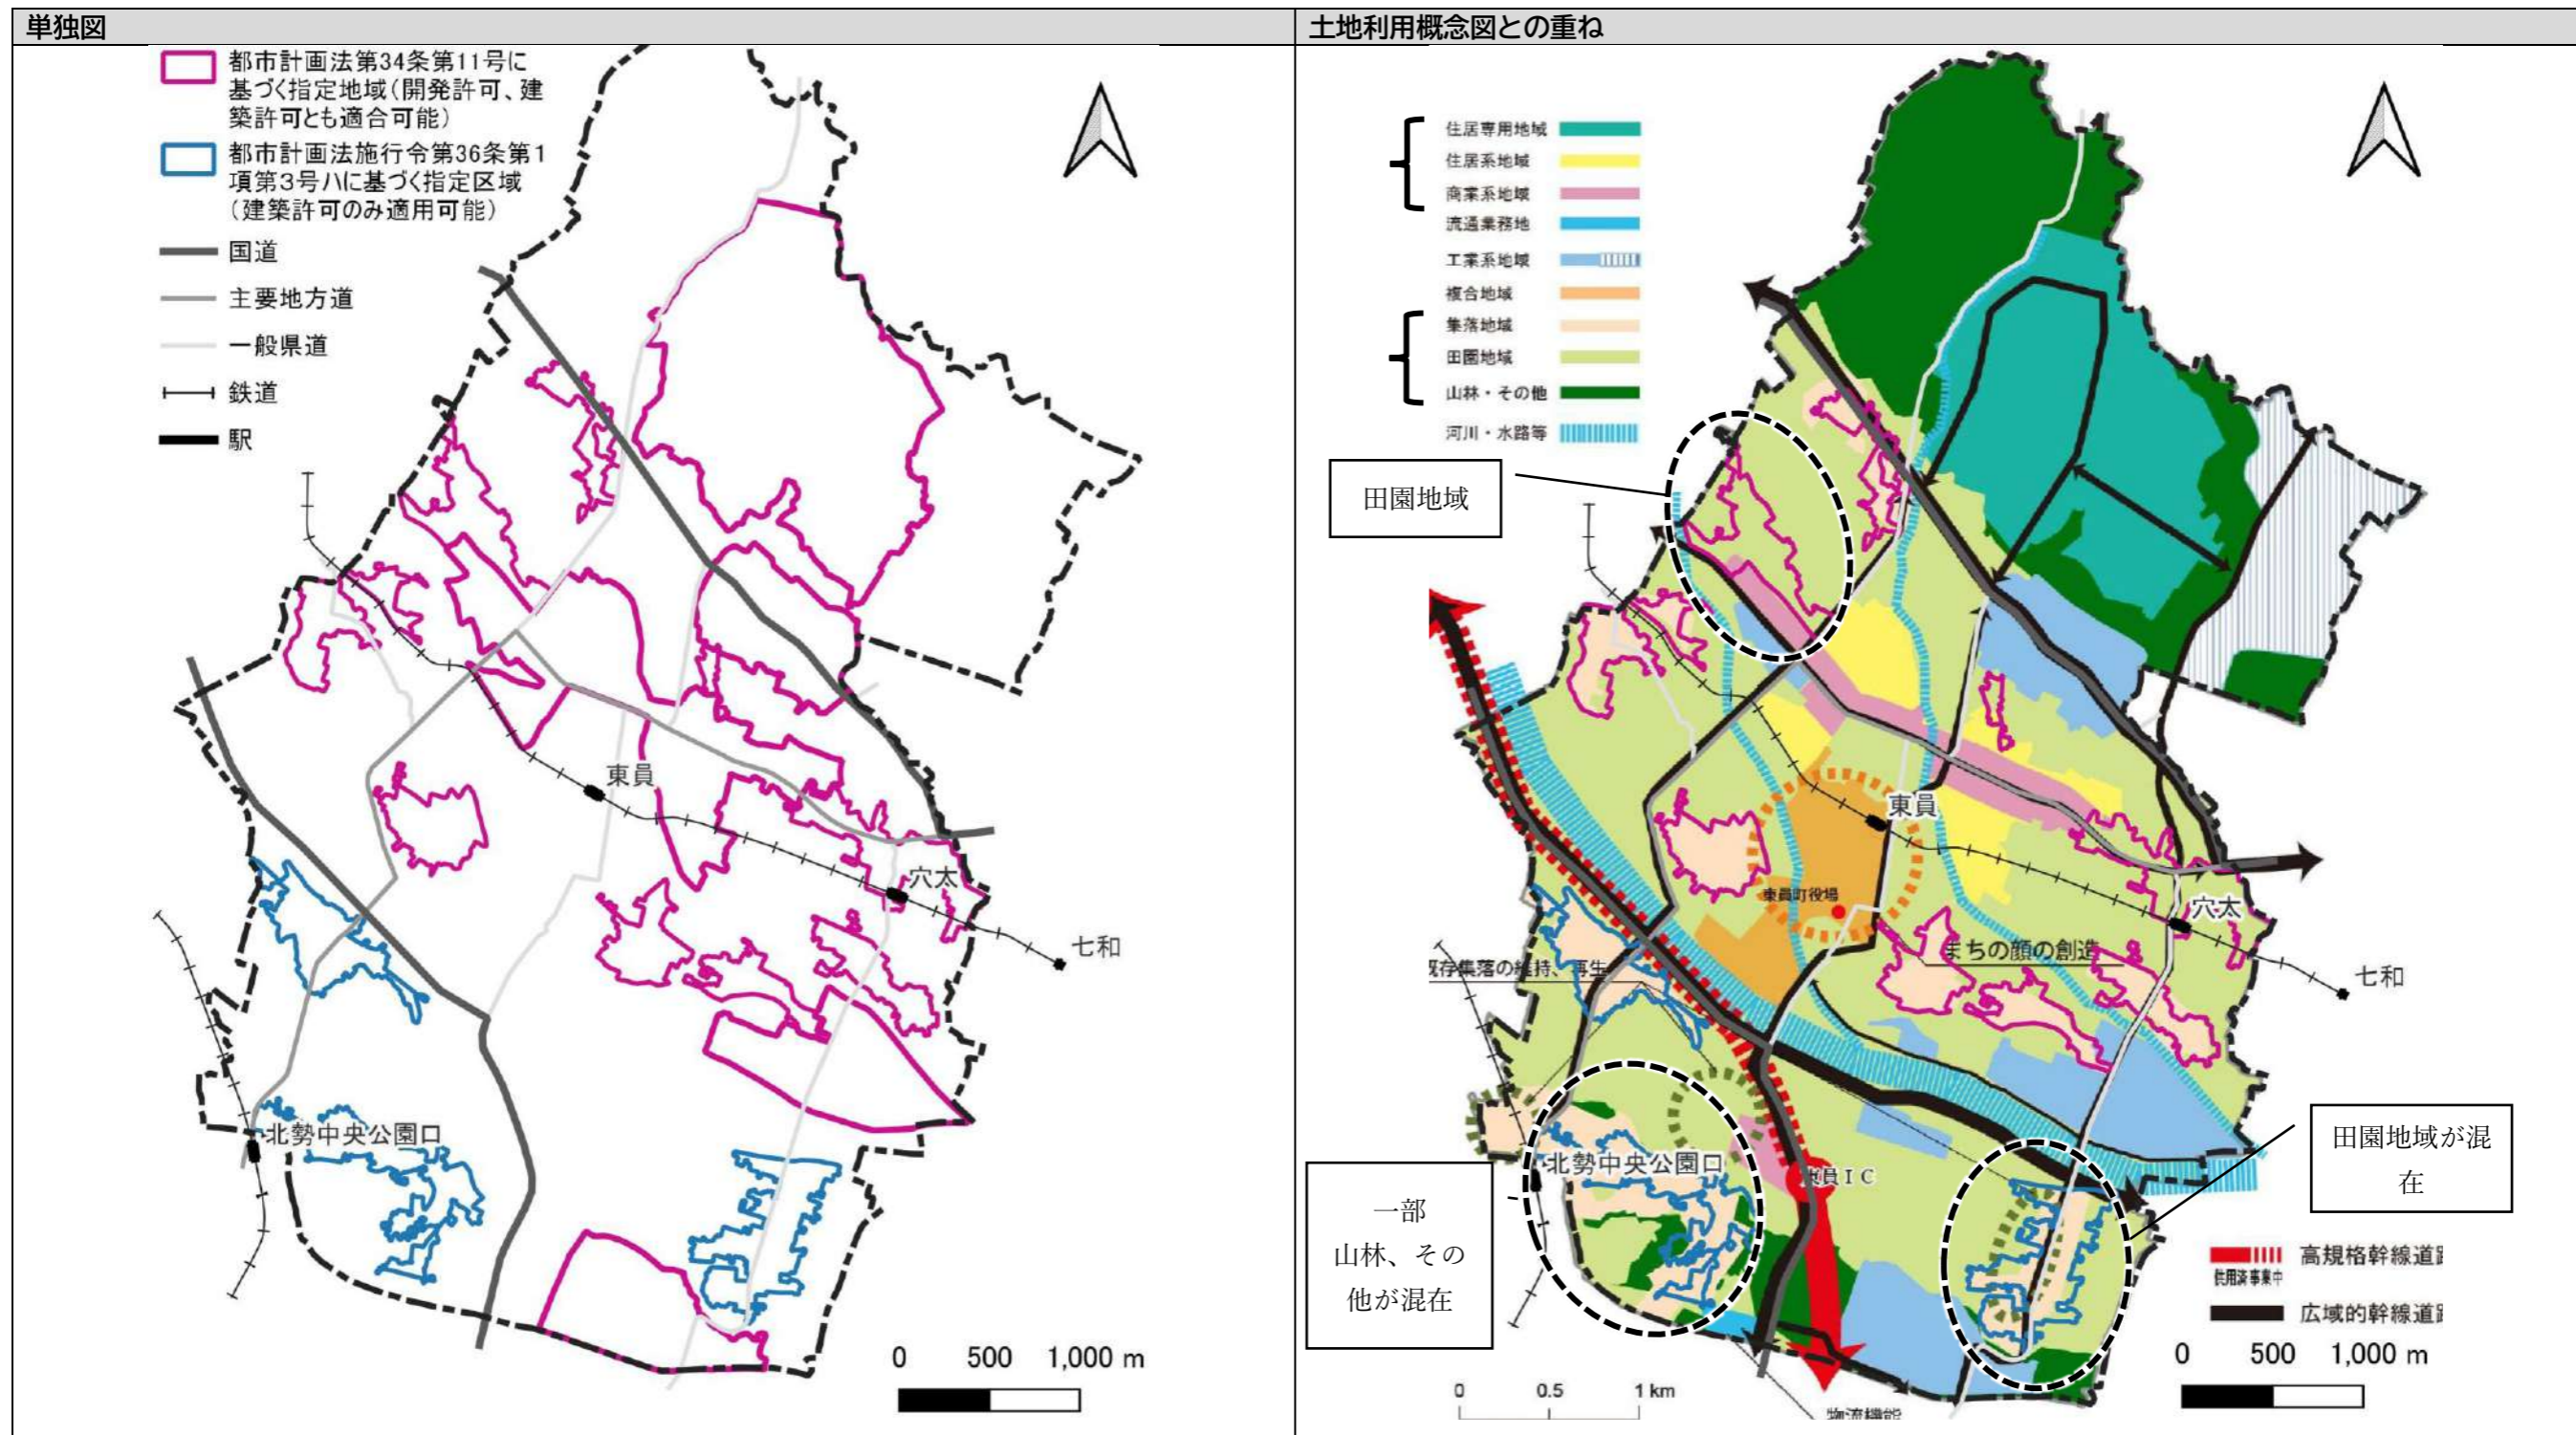 単独図
都市計画法第34条第11号に
基づく指定地域(開発許可、建
築許可とも適合可能)
都市計画法施行令第36条第1
項第3号ハに基づく指定区域
(建築許可のみ適用可能)
国道
主要地方道
一般県道
鉄道
駅
東員
穴太
七和
北勢中央公園口
0 500 1,000 m
土地利用概念図との重ね
住居専用地域
住居系地域
商業系地域
流通業務地
工業系地域
複合地域
集落地域
田園地域
山林・その他
河川・水路等
田園地域
東員
東員町役場
穴太
まちの顔の創造
既存集落の維持、再生
七和
北勢中央公園口
東員IC
田園地域が混
在
一部
山林、その
他が混在
高規格幹線道路
供用済 事業中
広域的幹線道路
0 500 1,000 m
0 0.5 1 km
物流機能